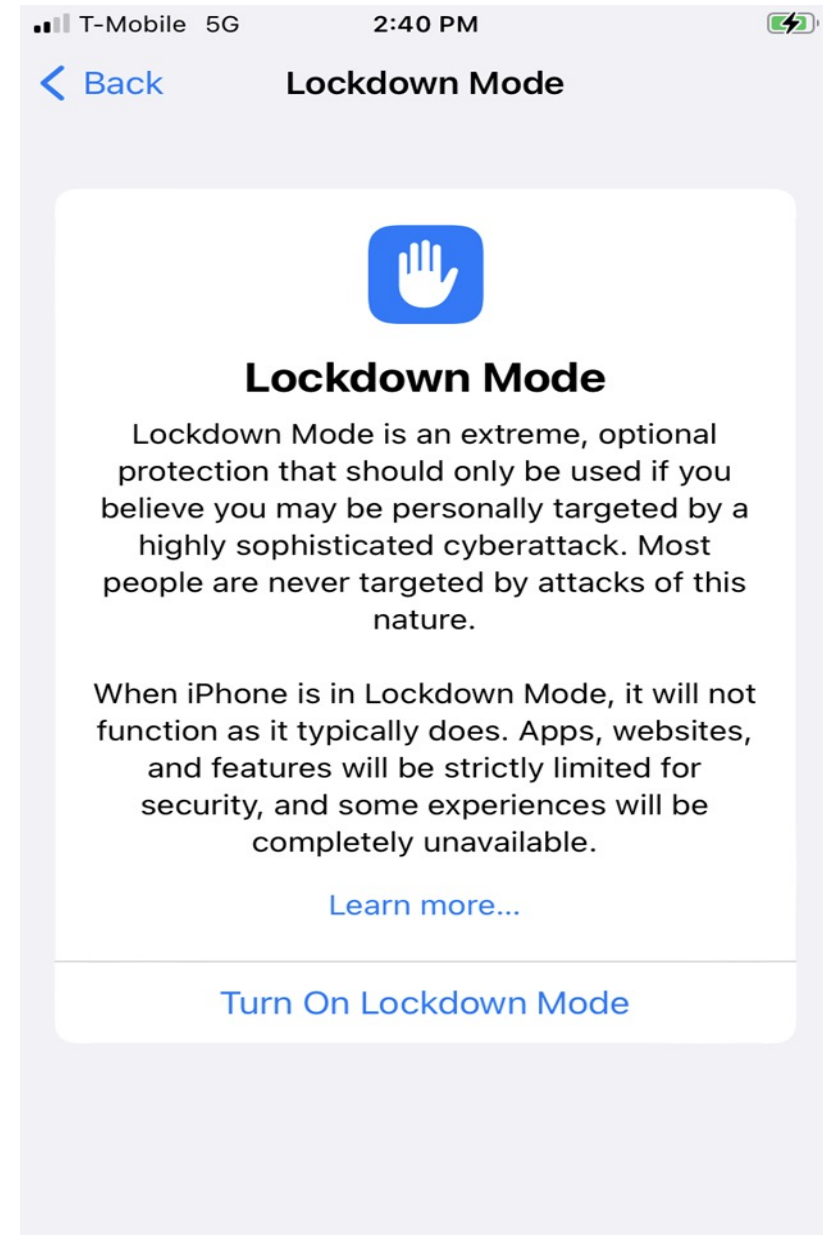 T-Mobile 5G 2:40 PM
Back Lockdown Mode
Lockdown Mode
Lockdown Mode is an extreme, optional
protection that should only be used if you
believe you may be personally targeted by a
highly sophisticated cyberattack. Most
people are never targeted by attacks of this
nature.
When iPhone is in Lockdown Mode, it will not
function as it typically does. Apps, websites,
and features will be strictly limited for
security, and some experiences will be
completely unavailable.
Learn more...
Turn On Lockdown Mode